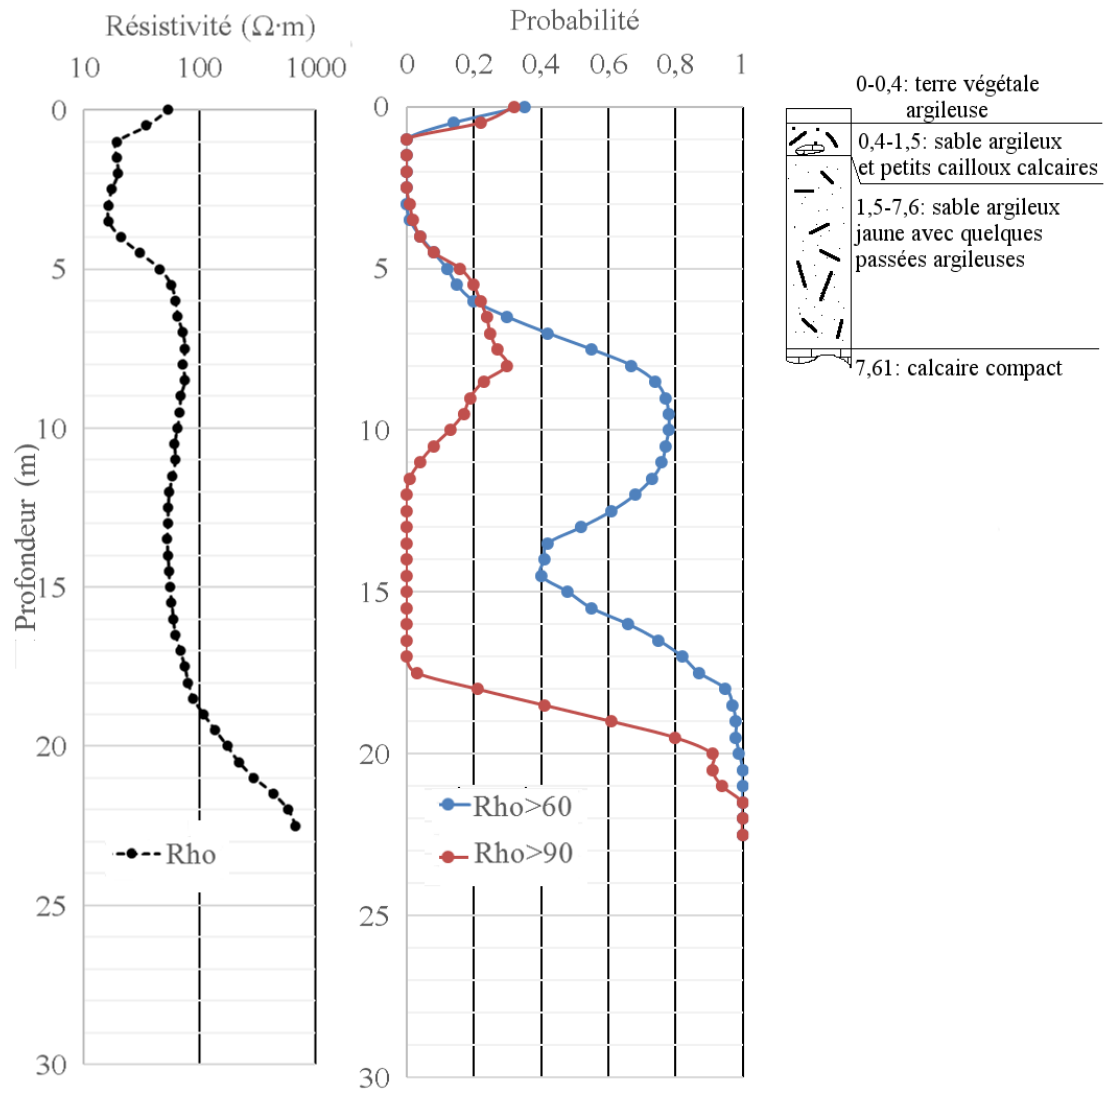 Résistivité (Ω·m)
10 100 1000
0
5
10
15
20
25
30
Profondeur (m)
Rho
Probabilité
0 0,2 0,4 0,6 0,8 1
0
5
10
15
20
25
30
Rho>60
Rho>90
0-0,4: terre végétale
argileuse
0,4-1,5: sable argileux
et petits cailloux calcaires
1,5-7,6: sable argileux
jaune avec quelques
passées argileuses
7,61: calcaire compact